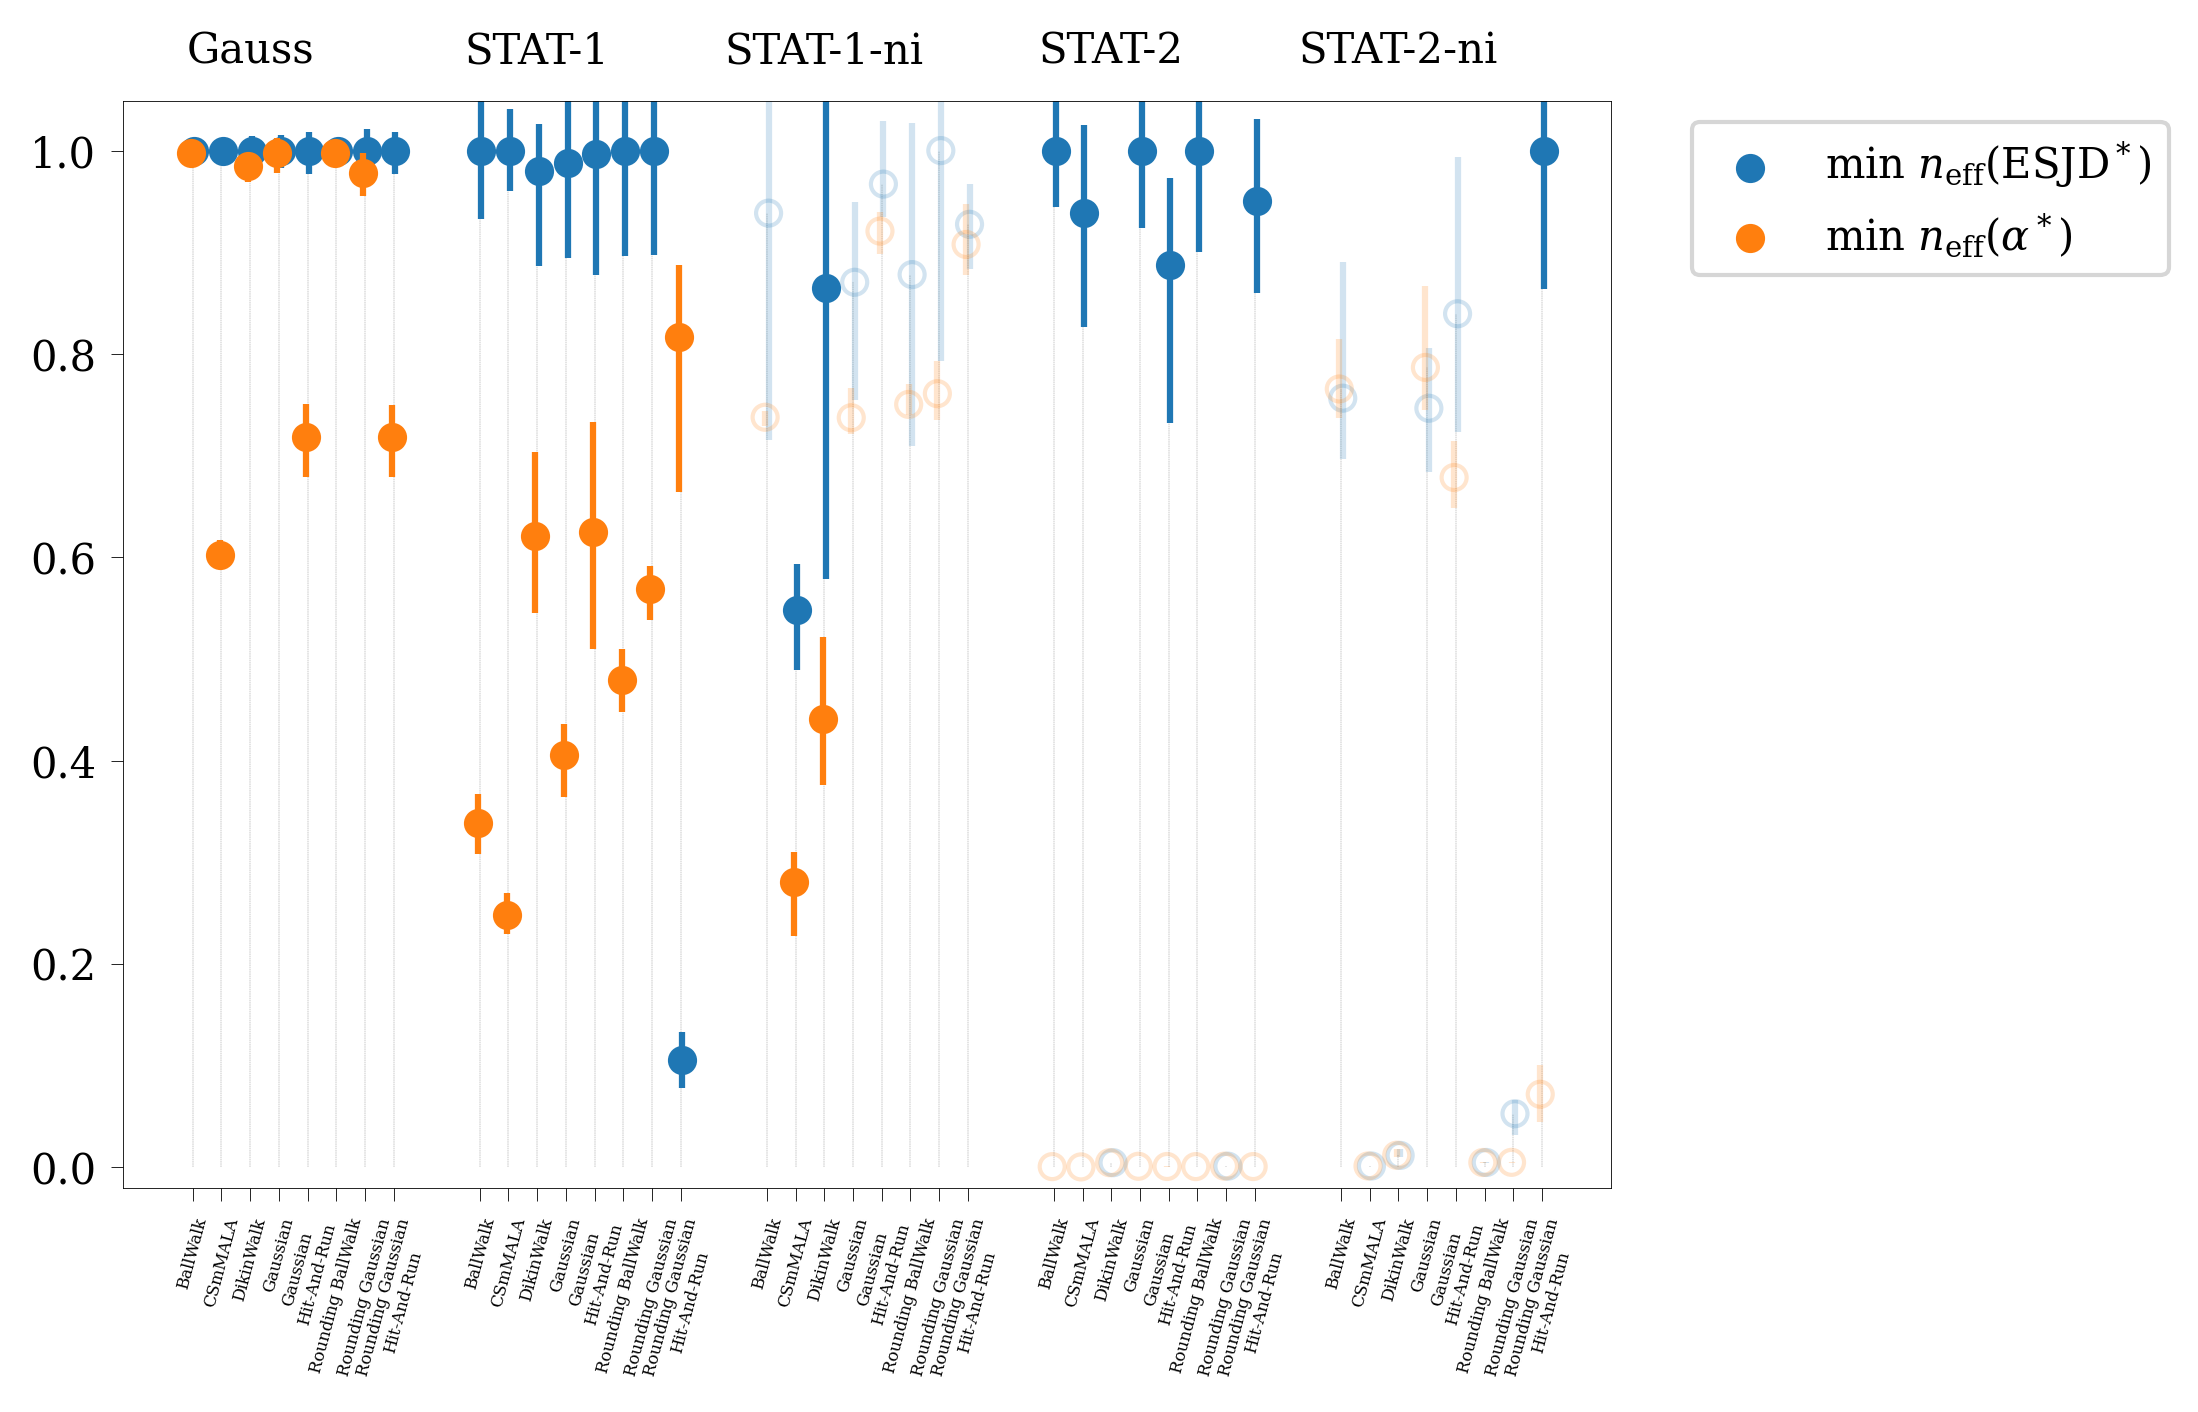 Gauss STAT-1 STAT-1-ni STAT-2 STAT-2-ni
min n_eff(ESJD*)
min n_eff(α*)
1.0
0.8
0.6
0.4
0.2
0.0
BallWalk
CSmMALA
DikinWalk
Gaussian
Gaussian
Hit-And-Run
Rounding BallWalk
Rounding Gaussian
Rounding Gaussian
Hit-And-Run
BallWalk
CSmMALA
DikinWalk
Gaussian
Gaussian
Hit-And-Run
Rounding BallWalk
Rounding Gaussian
Rounding Gaussian
Hit-And-Run
BallWalk
CSmMALA
DikinWalk
Gaussian
Gaussian
Hit-And-Run
Rounding BallWalk
Rounding Gaussian
Rounding Gaussian
Hit-And-Run
BallWalk
CSmMALA
DikinWalk
Gaussian
Gaussian
Hit-And-Run
Rounding BallWalk
Rounding Gaussian
Rounding Gaussian
Hit-And-Run
BallWalk
CSmMALA
DikinWalk
Gaussian
Gaussian
Hit-And-Run
Rounding BallWalk
Rounding Gaussian
Rounding Gaussian
Hit-And-Run